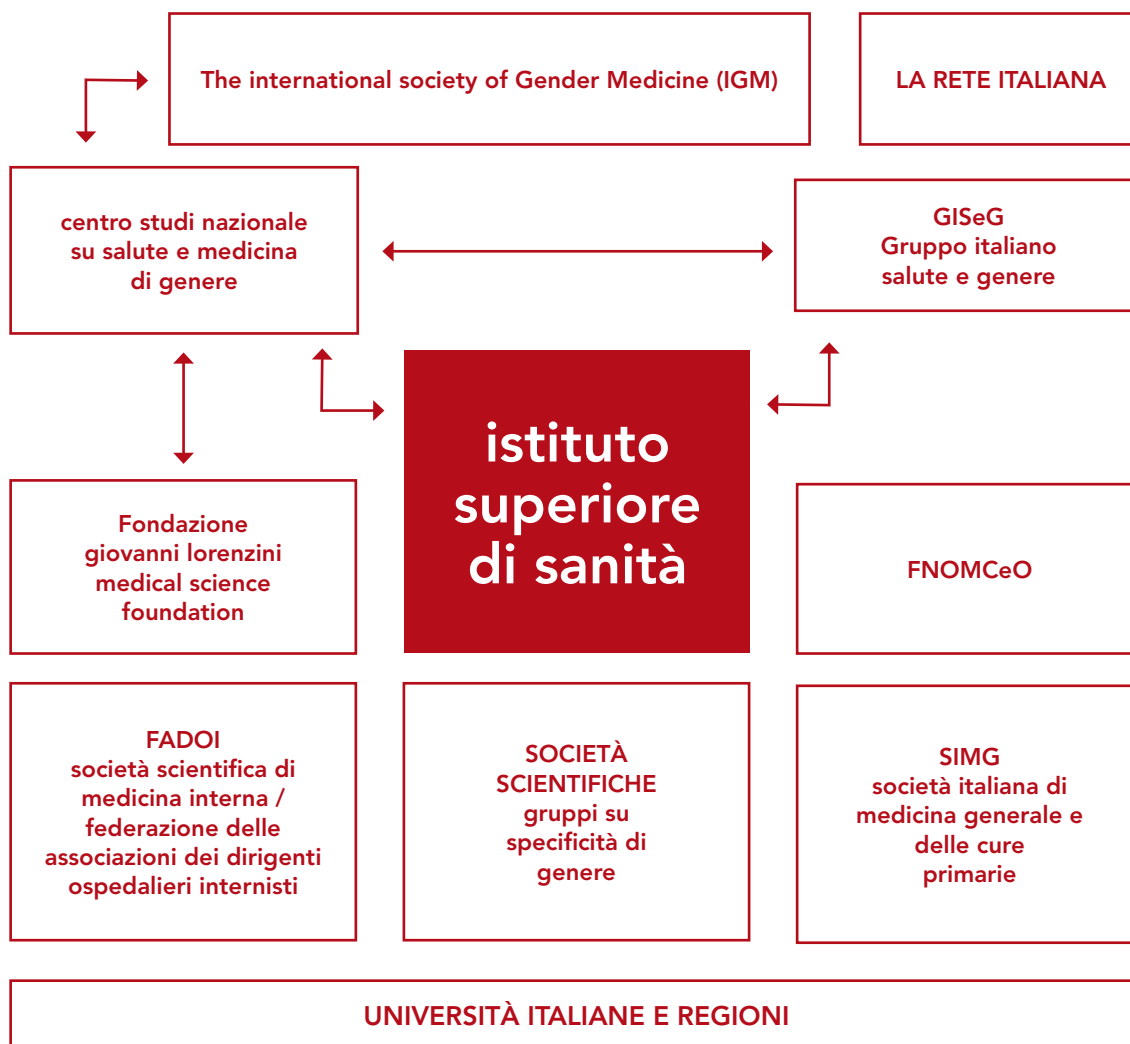 The international society of Gender Medicine (IGM)
LA RETE ITALIANA
centro studi nazionale
su salute e medicina
di genere
GISeG
Gruppo italiano
salute e genere
istituto
superiore
di sanità
Fondazione
giovanni lorenzini
medical science
foundation
FNOMCeO
FADOI
società scientifica di
medicina interna /
federazione delle
associazioni dei dirigenti
ospedalieri internisti
SOCIETÀ
SCIENTIFICHE
gruppi su
specificità di
genere
SIMG
società italiana di
medicina generale e
delle cure
primarie
UNIVERSITÀ ITALIANE E REGIONI